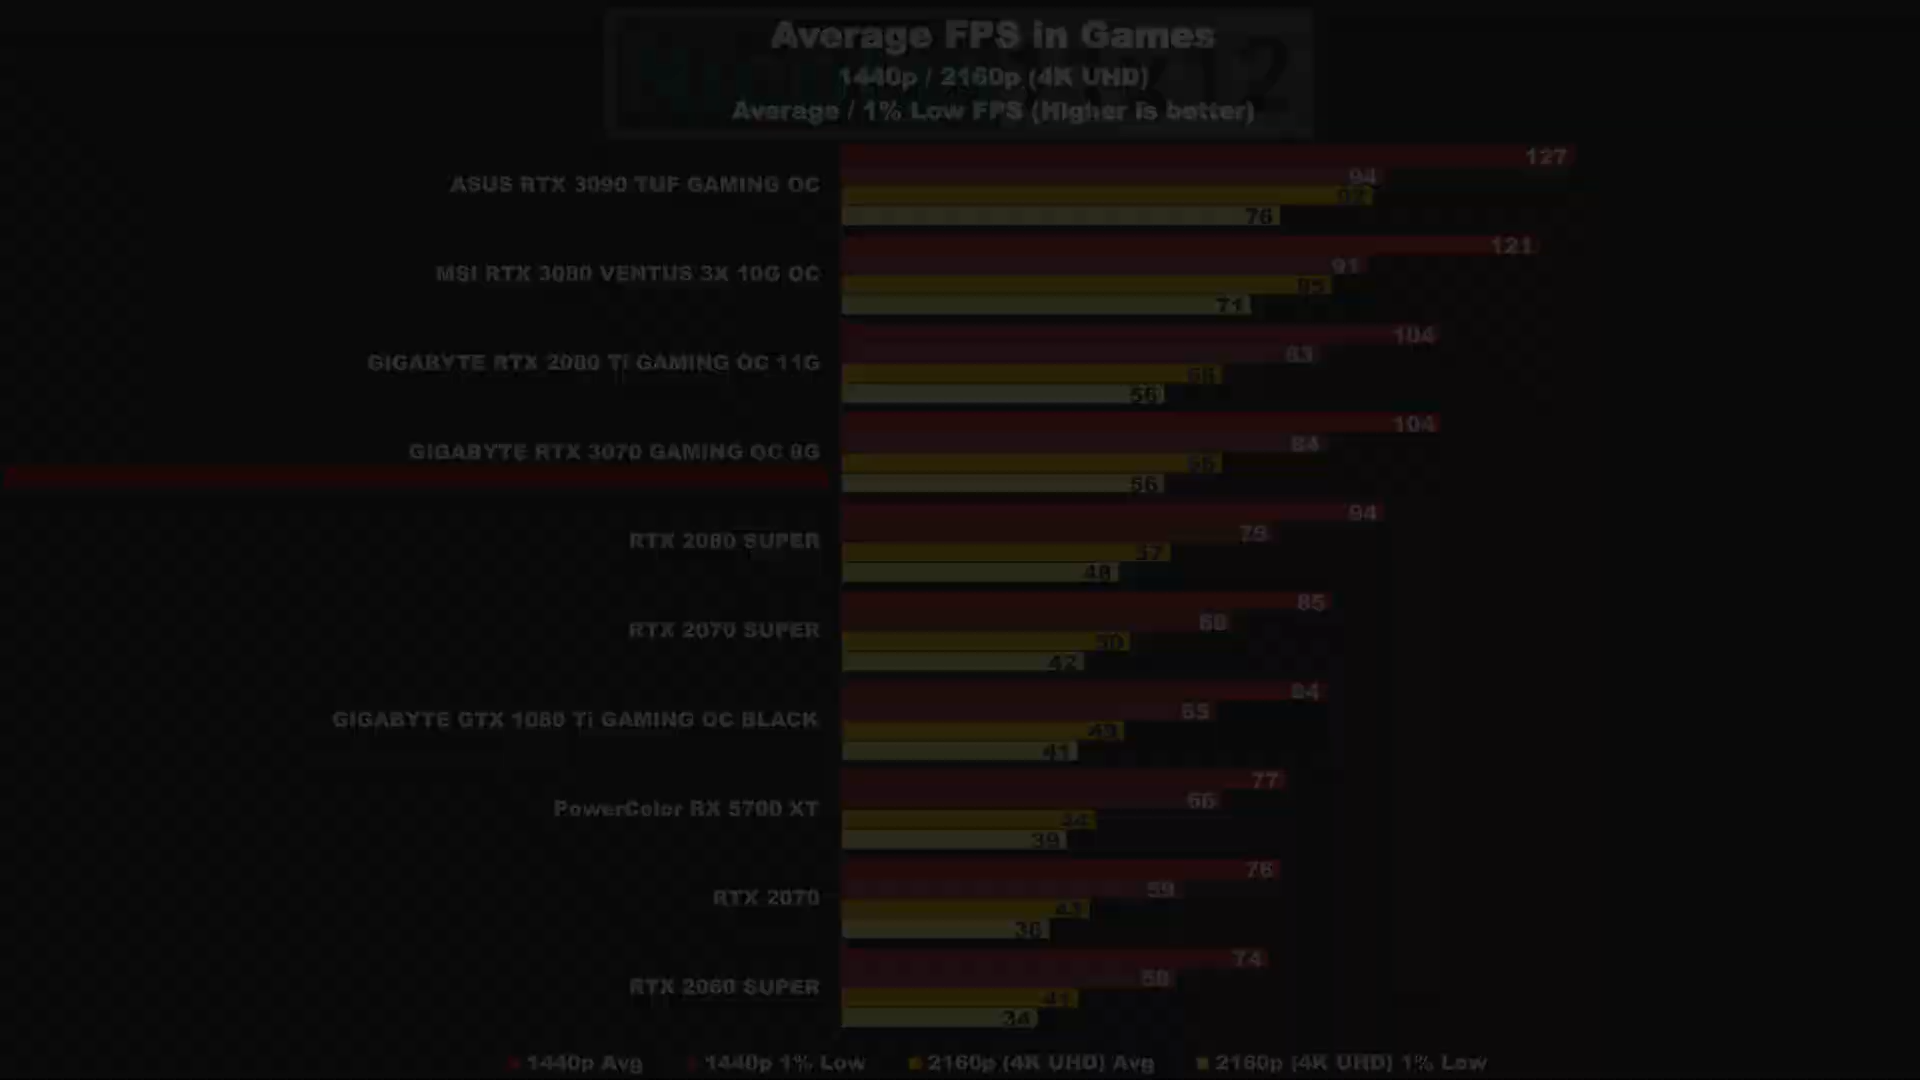 Average FPS in Games
1440p / 2160p (4K UHD)
Average / 1% Low FPS (Higher is better)
ASUS RTX 3090 TUF GAMING OC
127
94
76
MSI RTX 3080 VENTUS 3X 10G OC
121
91
71
GIGABYTE RTX 2080 Ti GAMING OC 11G
104
83
56
GIGABYTE RTX 3070 GAMING OC 8G
104
84
56
RTX 2080 SUPER
94
57
48
RTX 2070 SUPER
85
68
50
42
GIGABYTE GTX 1080 Ti GAMING OC BLACK
84
65
49
41
PowerColor RX 5700 XT
77
66
44
39
RTX 2070
76
59
43
36
RTX 2060 SUPER
74
58
41
34
1440p Avg
1440p 1% Low
2160p (4K UHD) Avg
2160p (4K UHD) 1% Low